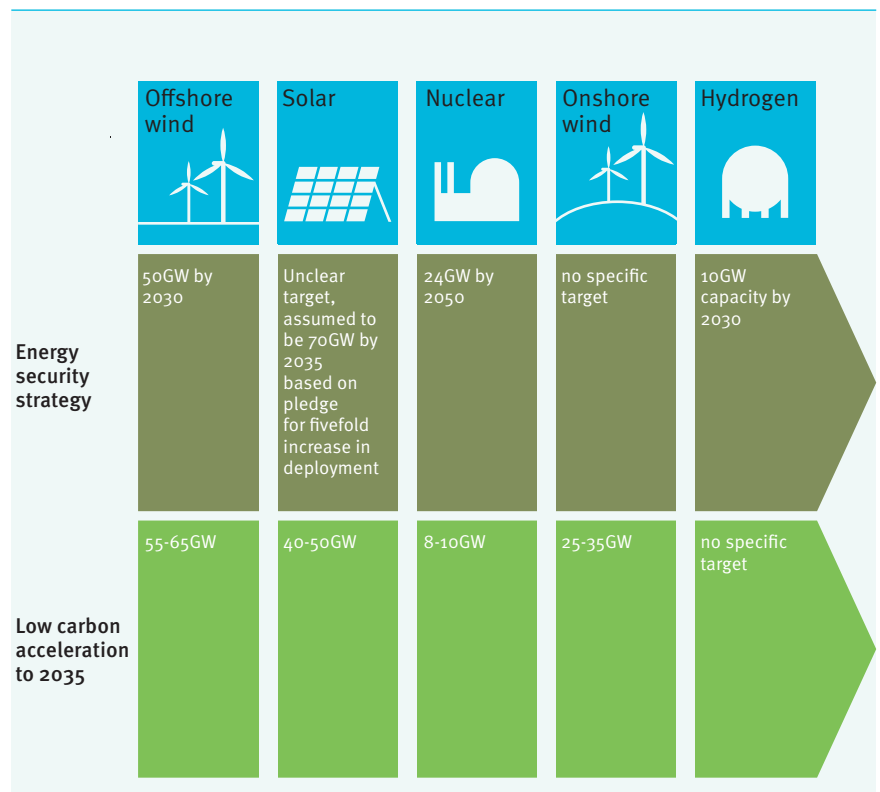 Offshore
wind
Solar
Nuclear
Onshore
wind
Hydrogen
Energy
security
strategy
50GW by
2030
Unclear
target,
assumed to
be 70GW by
2035
based on
pledge
for fivefold
increase in
deployment
24GW by
2050
no specific
target
10GW
capacity by
2030
Low carbon
acceleration
to 2035
55-65GW
40-50GW
8-10GW
25-35GW
no specific
target